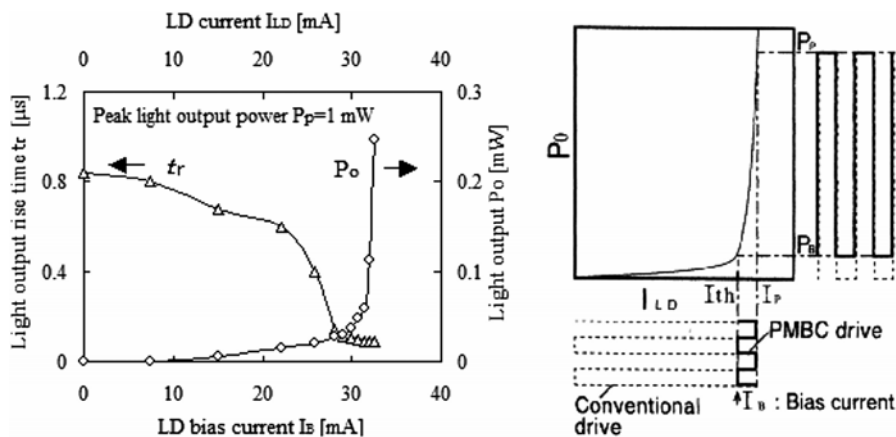 LD current ILD [mA]
0 10 20 30 40
1.2
0.8
0.4
0
Light output rise time tr [μs]
Peak light output power Pp=1 mW
tr
Po
0.3
0.2
0.1
0
Light output Po [mW]
0 10 20 30 40
LD bias current IB [mA]
P0
PP
PB
ILD
Ith
IP
PMBC drive
Conventional
drive
IB : Bias current